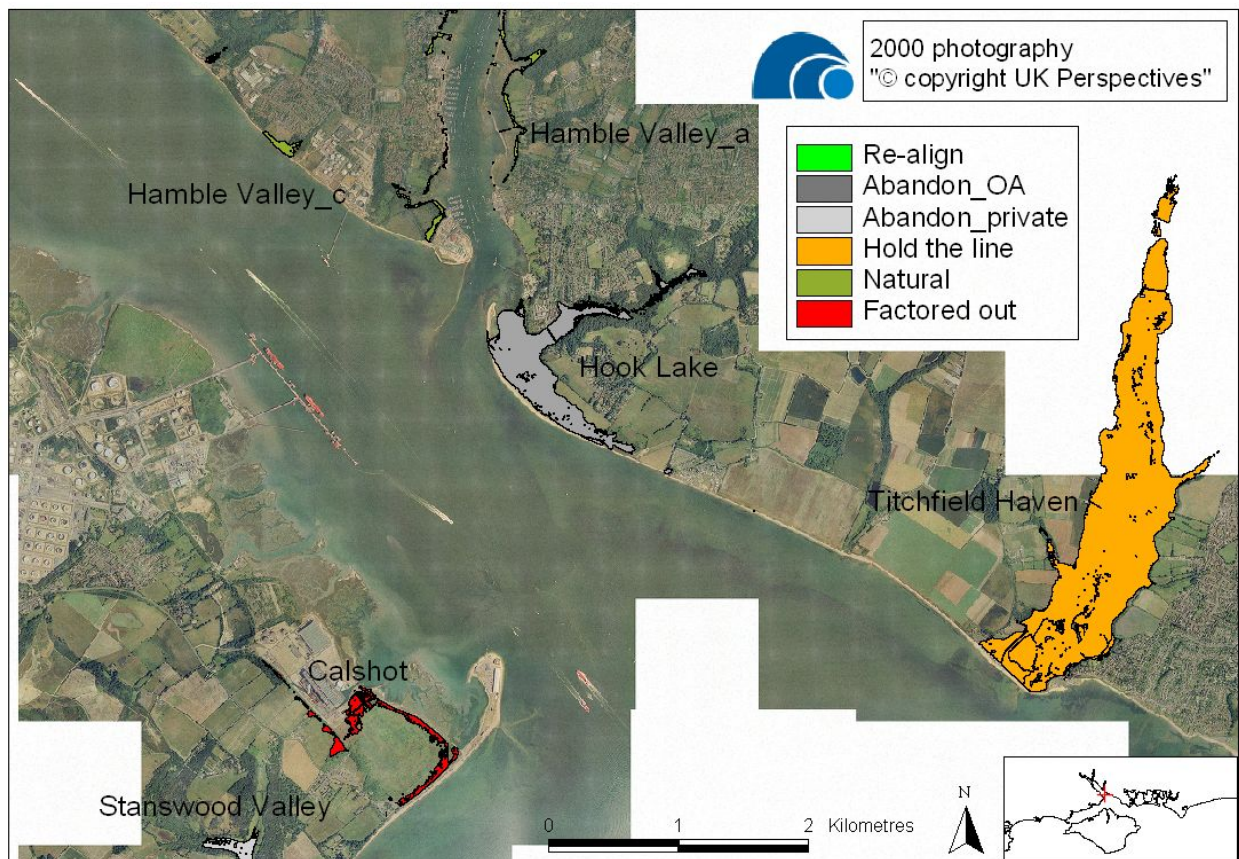 2000 photography
"© copyright UK Perspectives"
Hamble Valley_a
Re-align
Abandon_OA
Abandon_private
Hold the line
Natural
Factored out
Hamble Valley_c
Hook Lake
Titchfield Haven
Calshot
Stanswood Valley
N
0 1 2 Kilometres